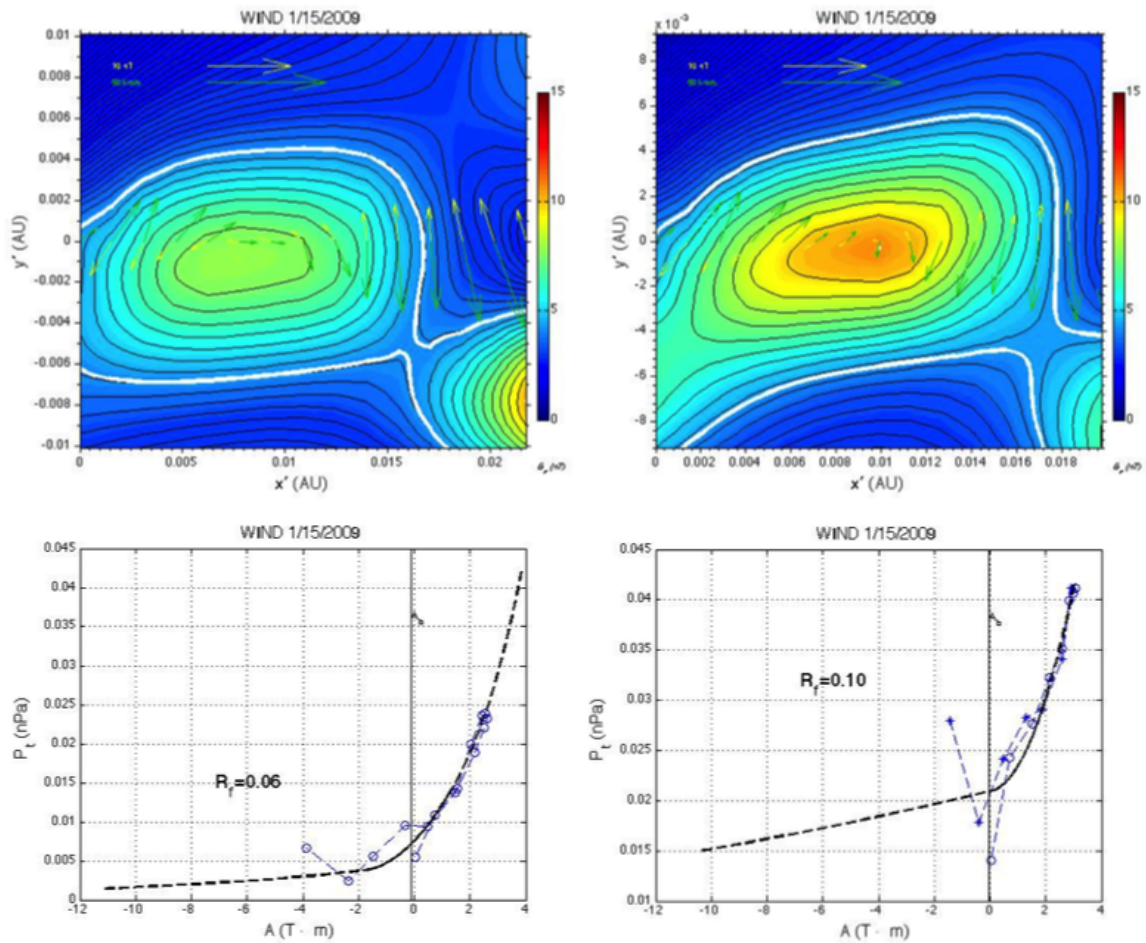 WIND 1/15/2009
0.01
0.008
0.006
0.004
0.002
0
-0.002
-0.004
-0.006
-0.008
-0.01
y' (AU)
10 nT
0 0.005 0.01 0.015 0.02
x' (AU)
15
10
5
0
WIND 1/15/2009
x 10⁻³
8
6
4
2
0
-2
-4
-6
-8
y' (AU)
10 nT
0 0.002 0.004 0.006 0.008 0.01 0.012 0.014 0.016 0.018
x' (AU)
15
10
5
0
WIND 1/15/2009
0.045
0.04
0.035
0.03
0.025
0.02
0.015
0.01
0.005
0
P_t (nPa)
R_f=0.06
-12 -10 -8 -6 -4 -2 0 2 4
A (T · m)
WIND 1/15/2009
0.045
0.04
0.035
0.03
0.025
0.02
0.015
0.01
P_t (nPa)
R_f=0.10
-12 -10 -8 -6 -4 -2 0 2 4
A (T · m)